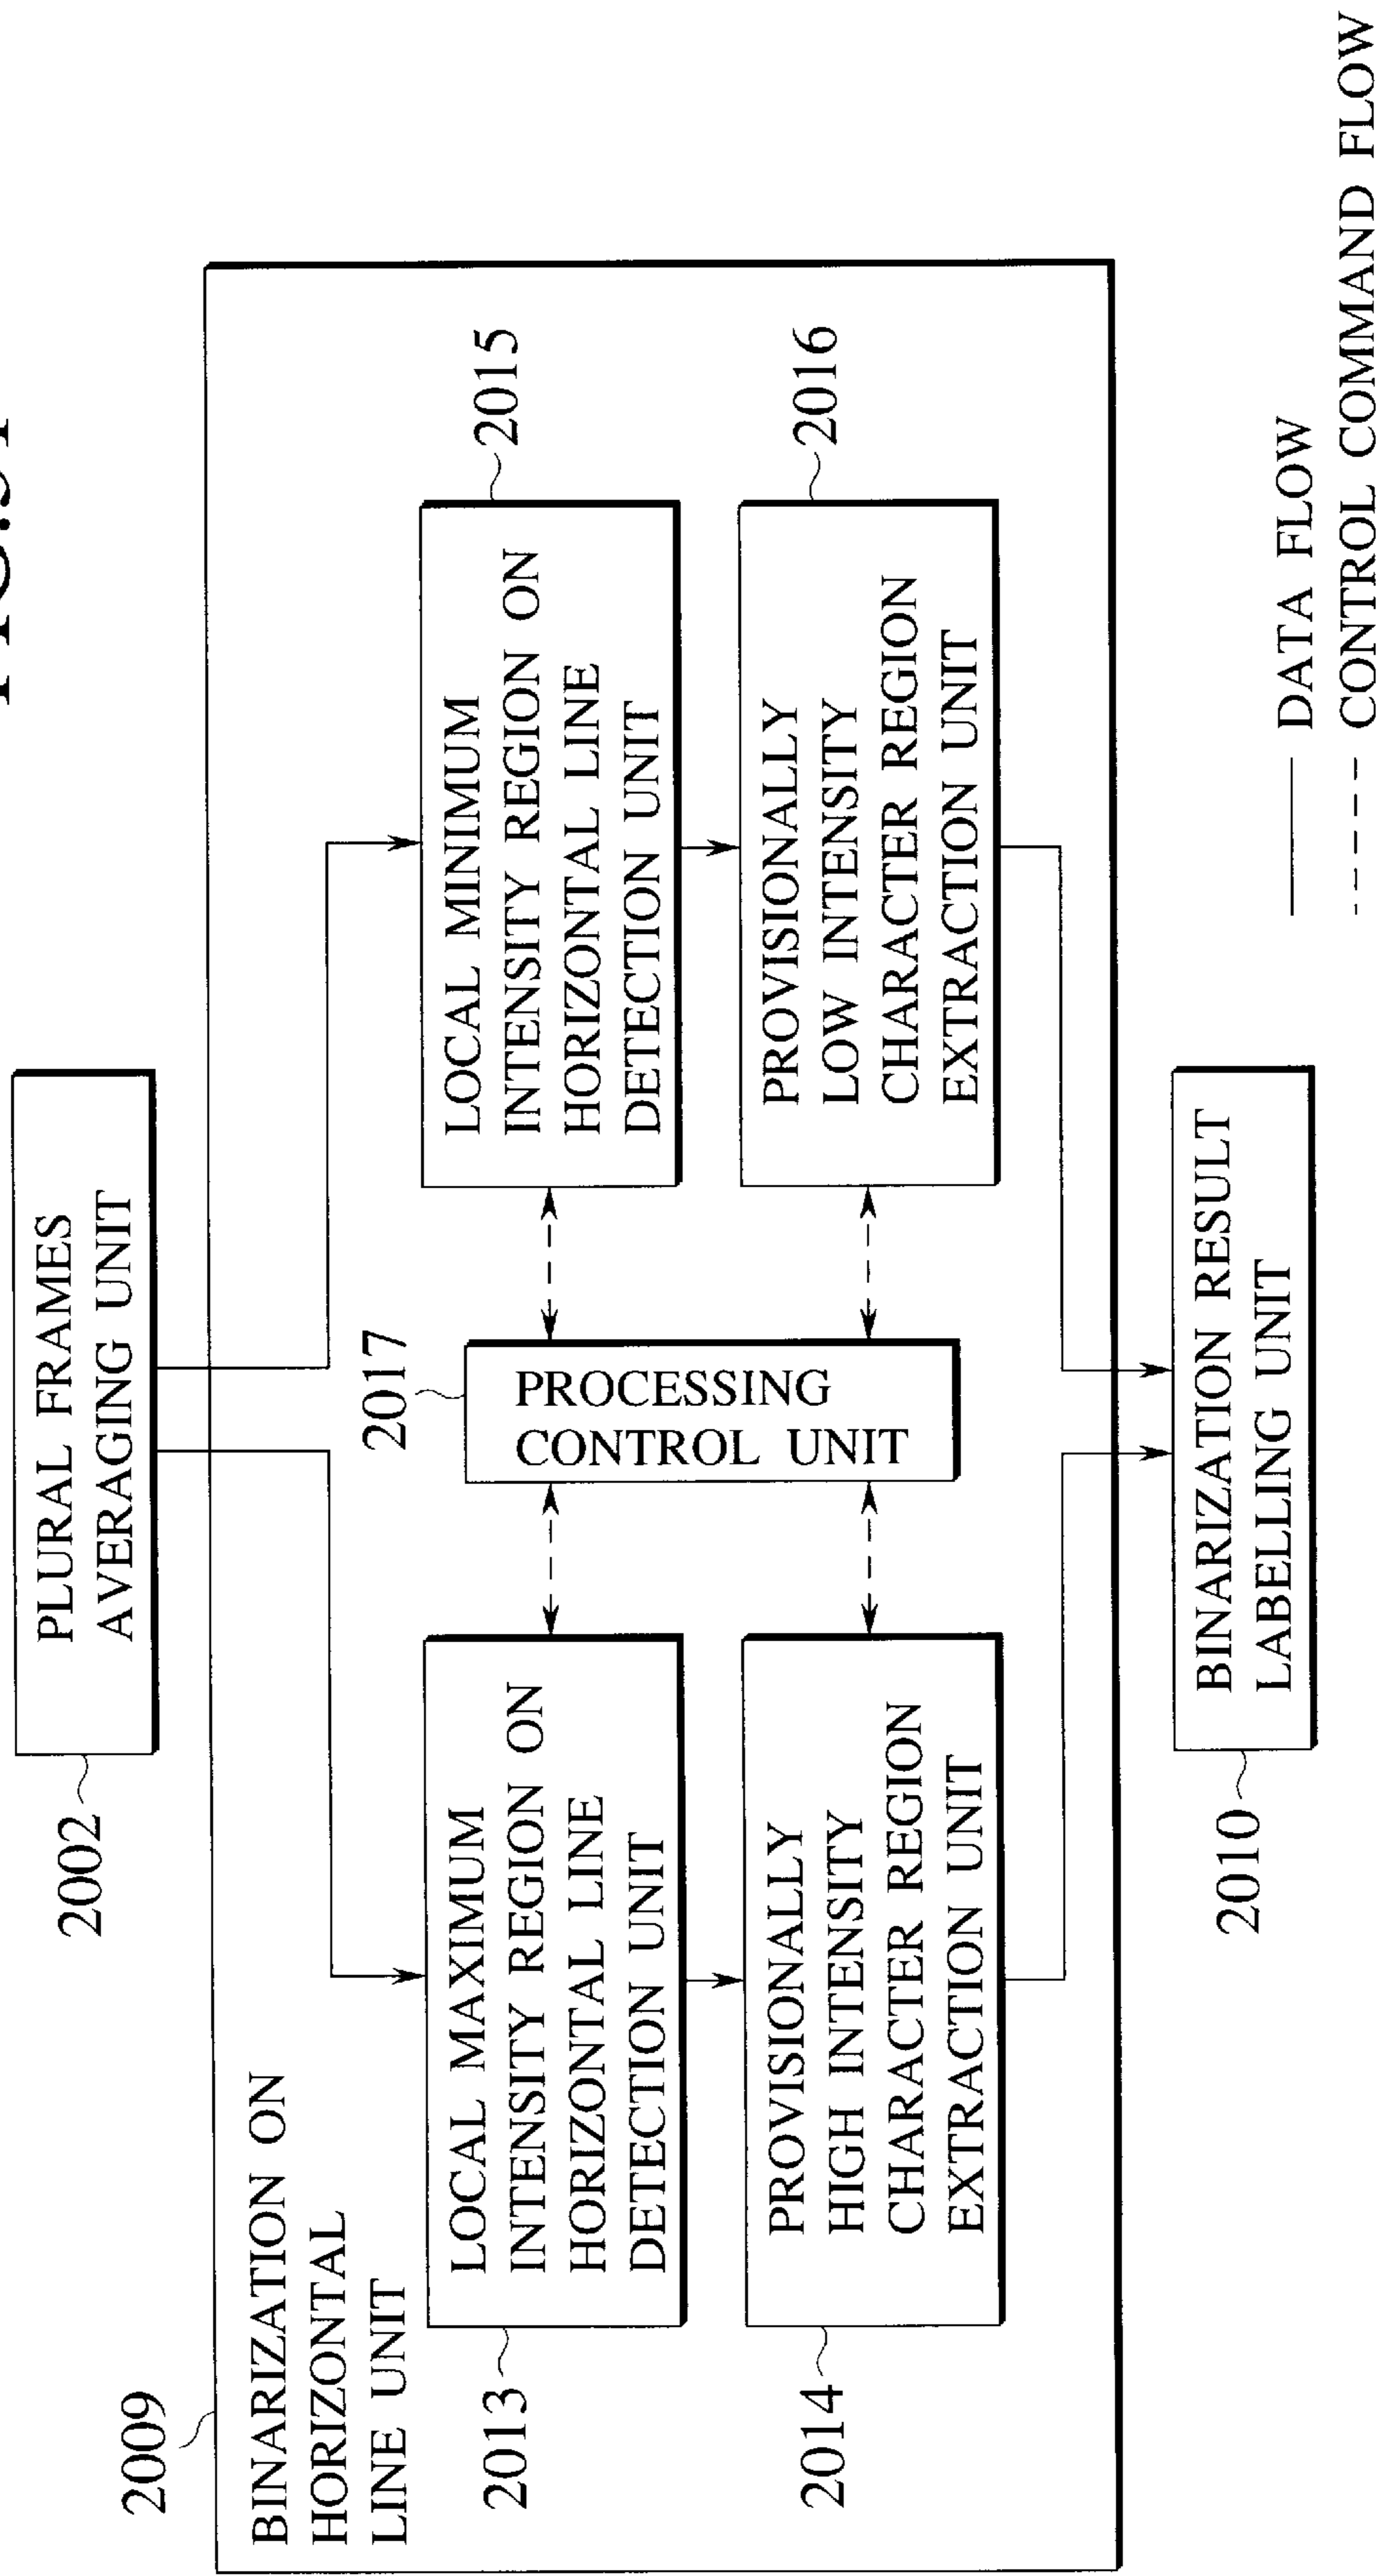 PLURAL FRAMES
AVERAGING UNIT
2002
2009
BINARIZATION ON
HORIZONTAL
LINE UNIT
2013
LOCAL MAXIMUM
INTENSITY REGION ON
HORIZONTAL LINE
DETECTION UNIT
2017
PROCESSING
CONTROL UNIT
LOCAL MINIMUM
INTENSITY REGION ON
HORIZONTAL LINE
DETECTION UNIT
2015
2014
PROVISIONALLY
HIGH INTENSITY
CHARACTER REGION
EXTRACTION UNIT
PROVISIONALLY
LOW INTENSITY
CHARACTER REGION
EXTRACTION UNIT
2016
2010
BINARIZATION RESULT
LABELLING UNIT
DATA FLOW
CONTROL COMMAND FLOW